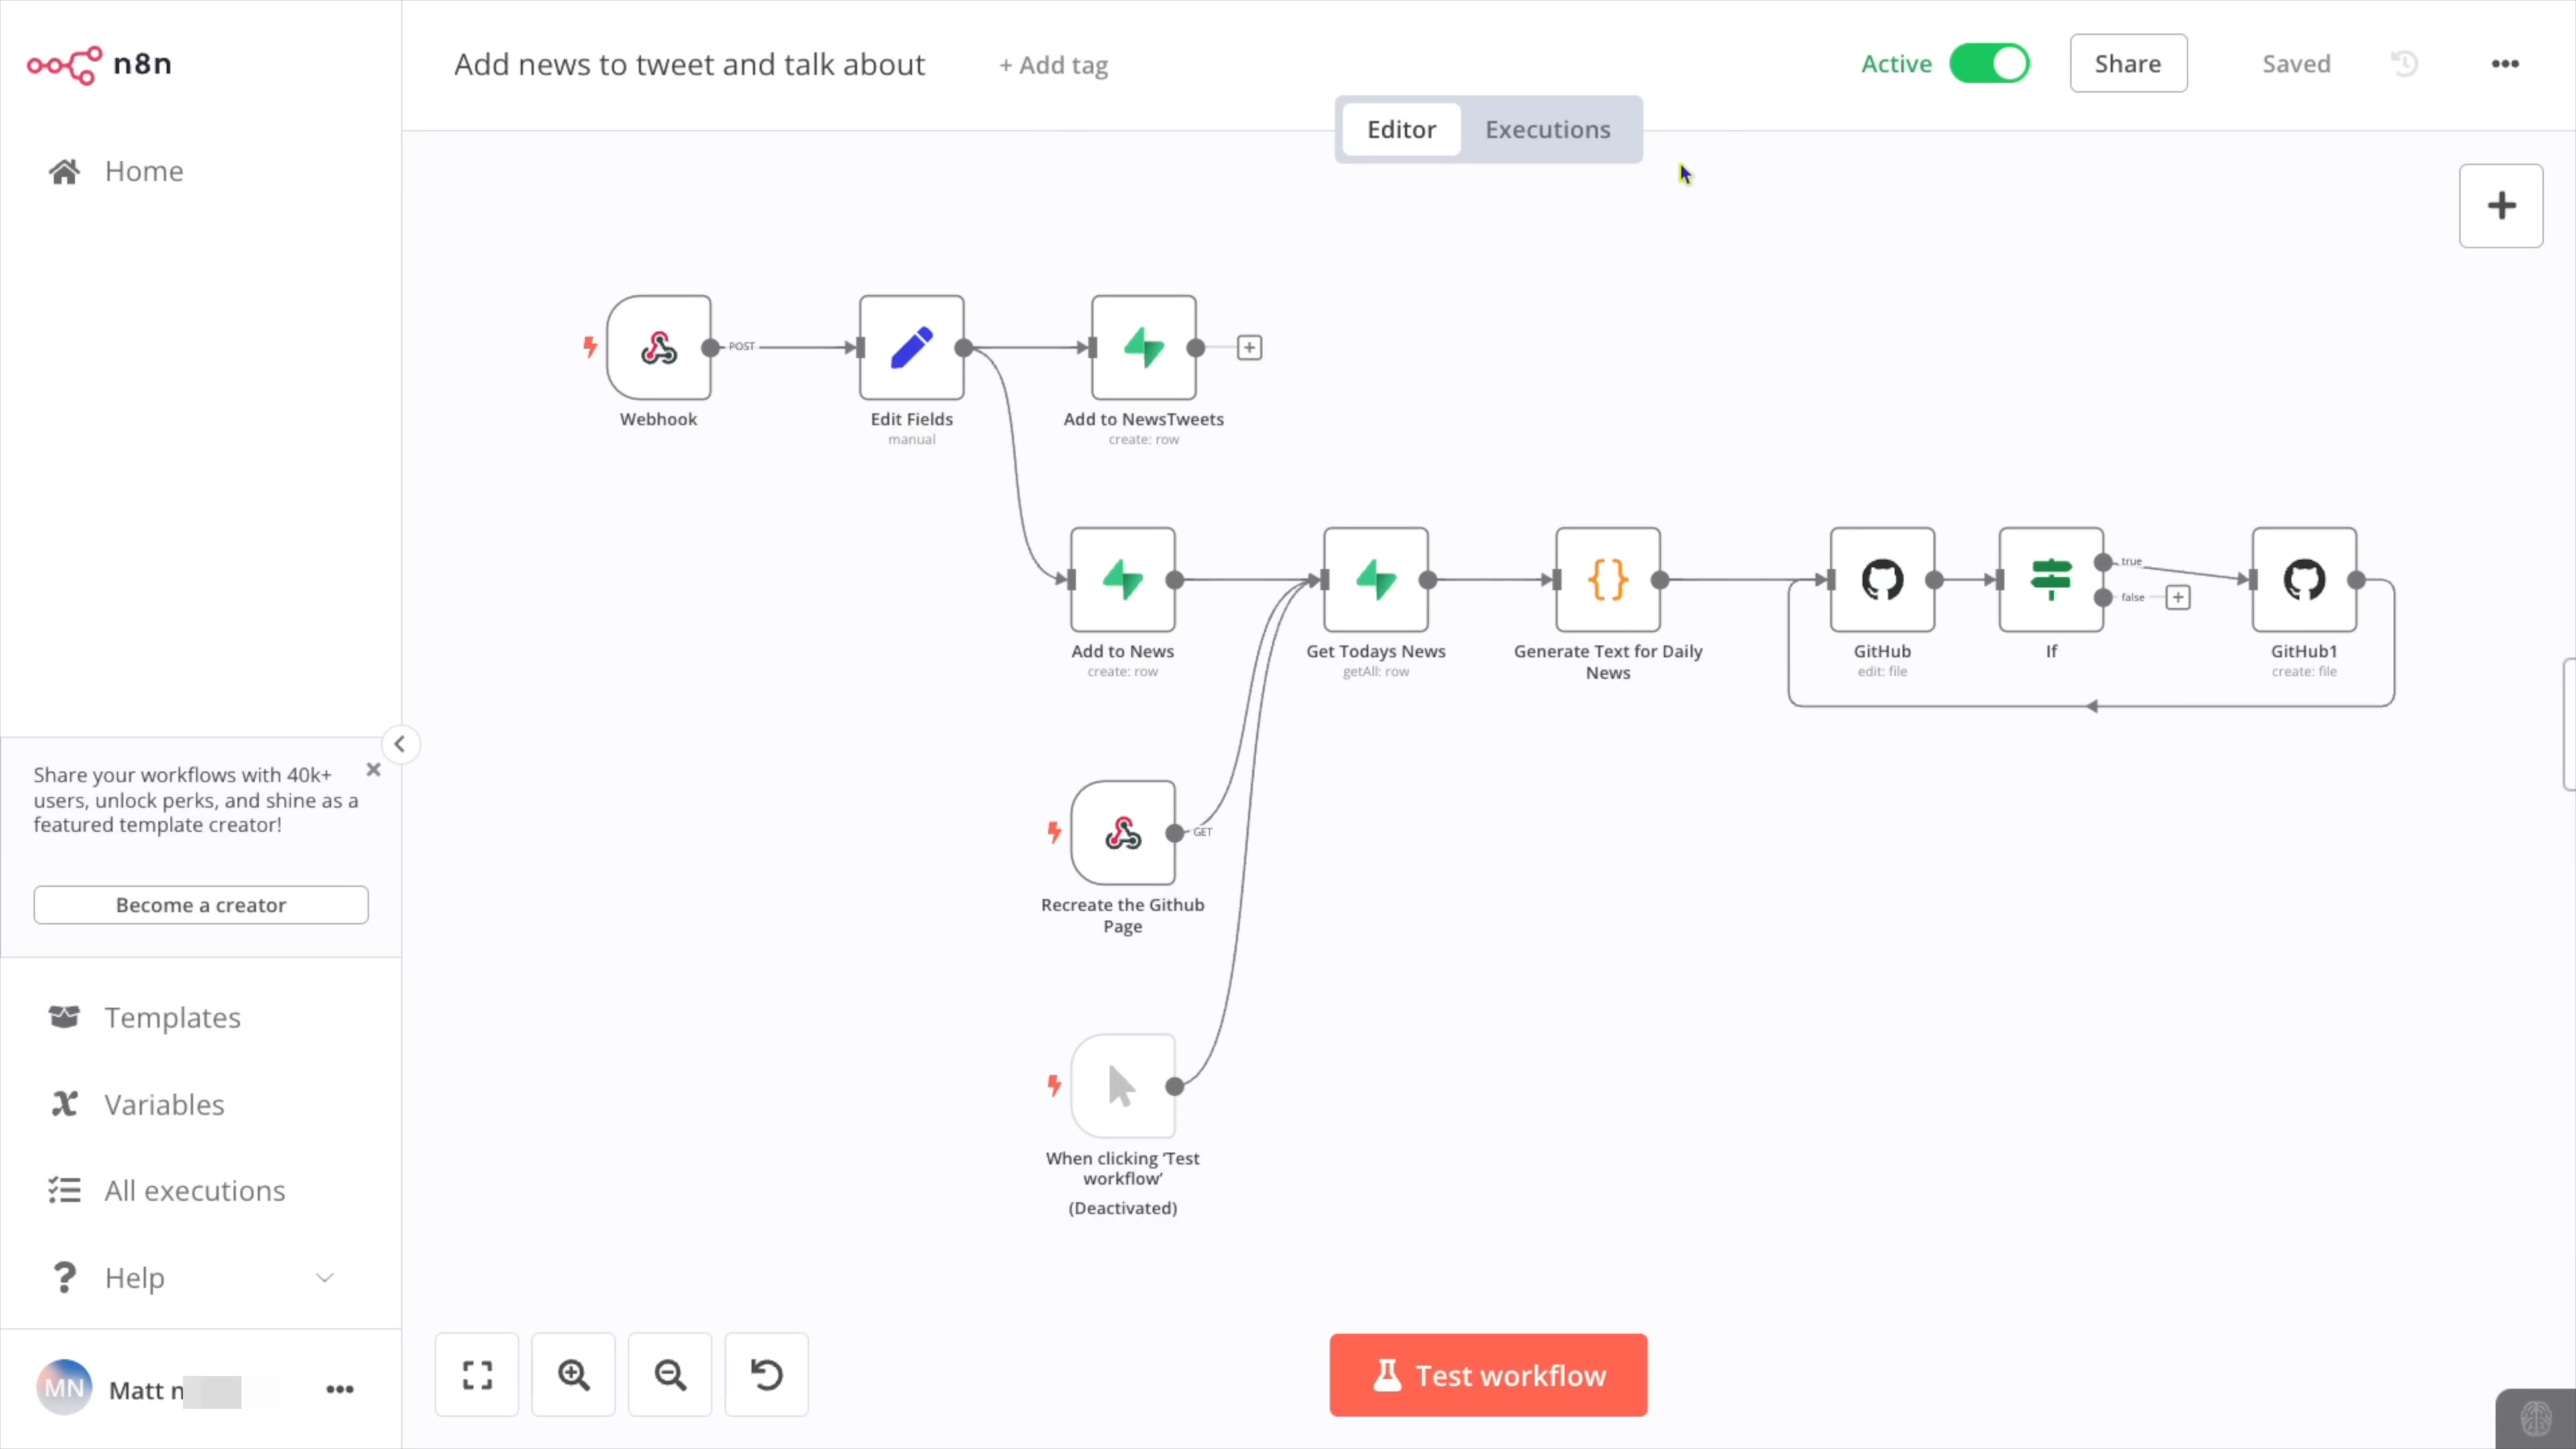 n8n
Add news to tweet and talk about
+ Add tag
Active
Share
Saved
Editor
Executions
Home
POST
Webhook
Edit Fields
manual
Add to NewsTweets
create: row
true
false
Add to News
create: row
Get Todays News
getAll: row
Generate Text for Daily
News
GitHub
edit: file
If
GitHub1
create: file
Share your workflows with 40k+
users, unlock perks, and shine as a
featured template creator!
Become a creator
GET
Recreate the Github
Page
Templates
Variables
All executions
Help
When clicking ‘Test
workflow’
(Deactivated)
MN
Matt n
Test workflow